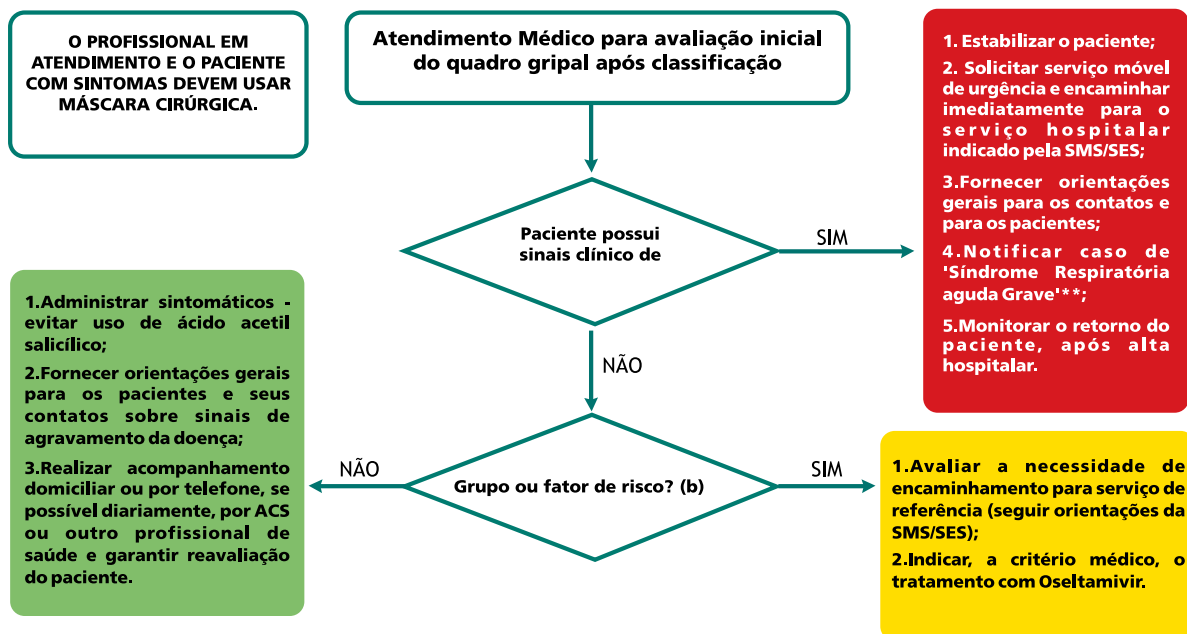 O PROFISSIONAL EM
ATENDIMENTO E O PACIENTE
COM SINTOMAS DEVEM USAR
MÁSCARA CIRÚRGICA.
Atendimento Médico para avaliação inicial
do quadro gripal após classificação
1. Estabilizar o paciente;
2. Solicitar serviço móvel
de urgência e encaminhar
imediatamente para o
serviço hospitalar
indicado pela SMS/SES;
3.Fornecer orientações
gerais para os contatos e
para os pacientes;
4.Notificar caso de
'Síndrome Respiratória
aguda Grave'**;
5.Monitorar o retorno do
paciente, após alta
hospitalar.
Paciente possui
sinais clínico de
SIM
NÃO
1.Administrar sintomáticos -
evitar uso de ácido acetil
salicílico;
2.Fornecer orientações gerais
para os pacientes e seus
contatos sobre sinais de
agravamento da doença;
3.Realizar acompanhamento
domiciliar ou por telefone, se
possível diariamente, por ACS
ou outro profissional de
saúde e garantir reavaliação
do paciente.
NÃO
Grupo ou fator de risco? (b)
SIM
1.Avaliar a necessidade de
encaminhamento para serviço de
referência (seguir orientações da
SMS/SES);
2.Indicar, a critério médico, o
tratamento com Oseltamivir.